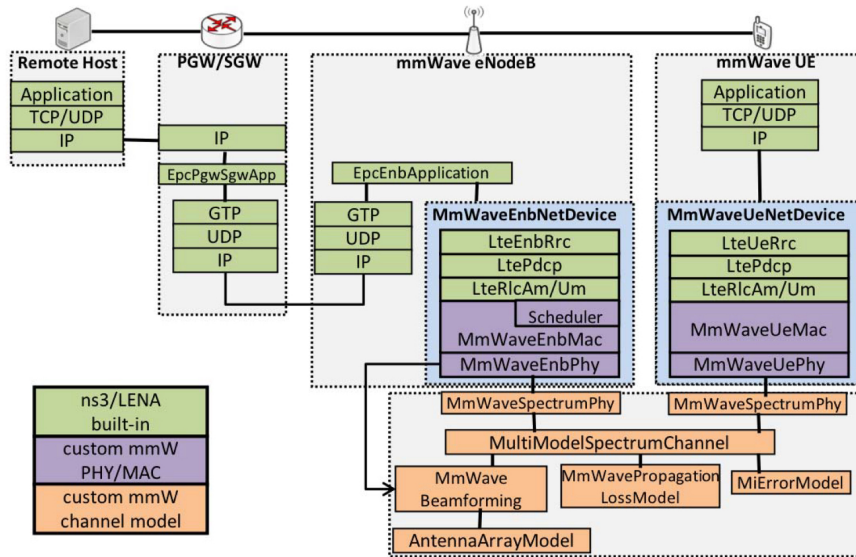 Remote Host
Application
TCP/UDP
IP
PGW/SGW
IP
EpcPgwSgwApp
GTP
UDP
IP
mmWave eNodeB
EpcEnbApplication
GTP
UDP
IP
MmWaveEnbNetDevice
LteEnbRrc
LtePdcp
LteRlcAm/Um
Scheduler
MmWaveEnbMac
MmWaveEnbPhy
mmWave UE
Application
TCP/UDP
IP
MmWaveUeNetDevice
LteUeRrc
LtePdcp
LteRlcAm/Um
MmWaveUeMac
MmWaveUePhy
MmWaveSpectrumPhy
MmWaveSpectrumPhy
MultiModelSpectrumChannel
MmWave
Beamforming
MmWavePropagation
LossModel
MiErrorModel
AntennaArrayModel
ns3/LENA
built-in
custom mmW
PHY/MAC
custom mmW
channel model